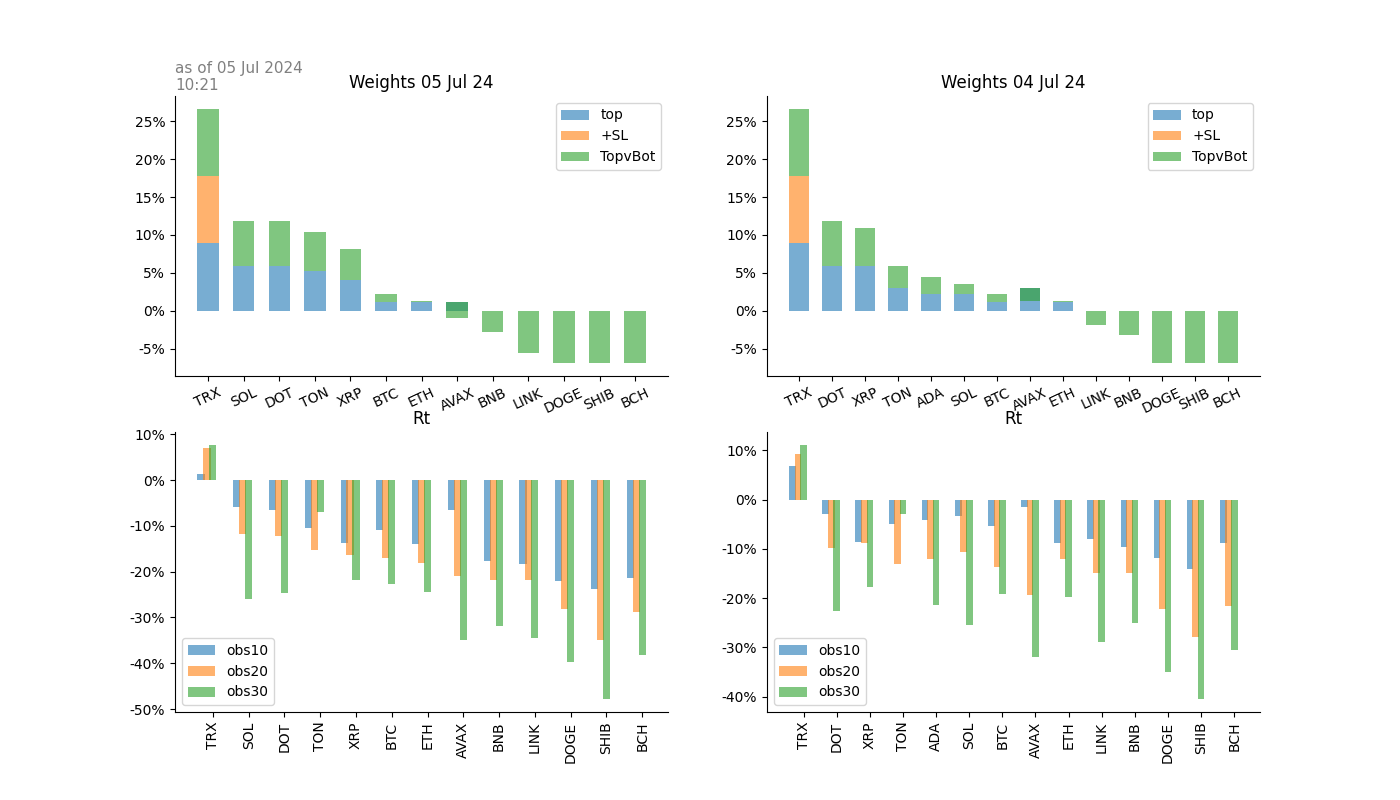 as of 05 Jul 2024
10:21
Weights 05 Jul 24
25%
20%
15%
10%
5%
0%
-5%
top
+SL
TopvBot
TRX SOL DOT TON XRP BTC ETH AVAX BNB LINK DOGE SHIB BCH
Weights 04 Jul 24
25%
20%
15%
10%
5%
0%
-5%
top
+SL
TopvBot
TRX DOT XRP TON ADA SOL BTC AVAX ETH LINK BNB DOGE SHIB BCH
Rt
10%
0%
-10%
-20%
-30%
-40%
-50%
obs10
obs20
obs30
TRX SOL DOT TON XRP BTC ETH AVAX BNB LINK DOGE SHIB BCH
Rt
10%
0%
-10%
-20%
-30%
-40%
obs10
obs20
obs30
TRX DOT XRP TON ADA SOL BTC AVAX ETH LINK BNB DOGE SHIB BCH